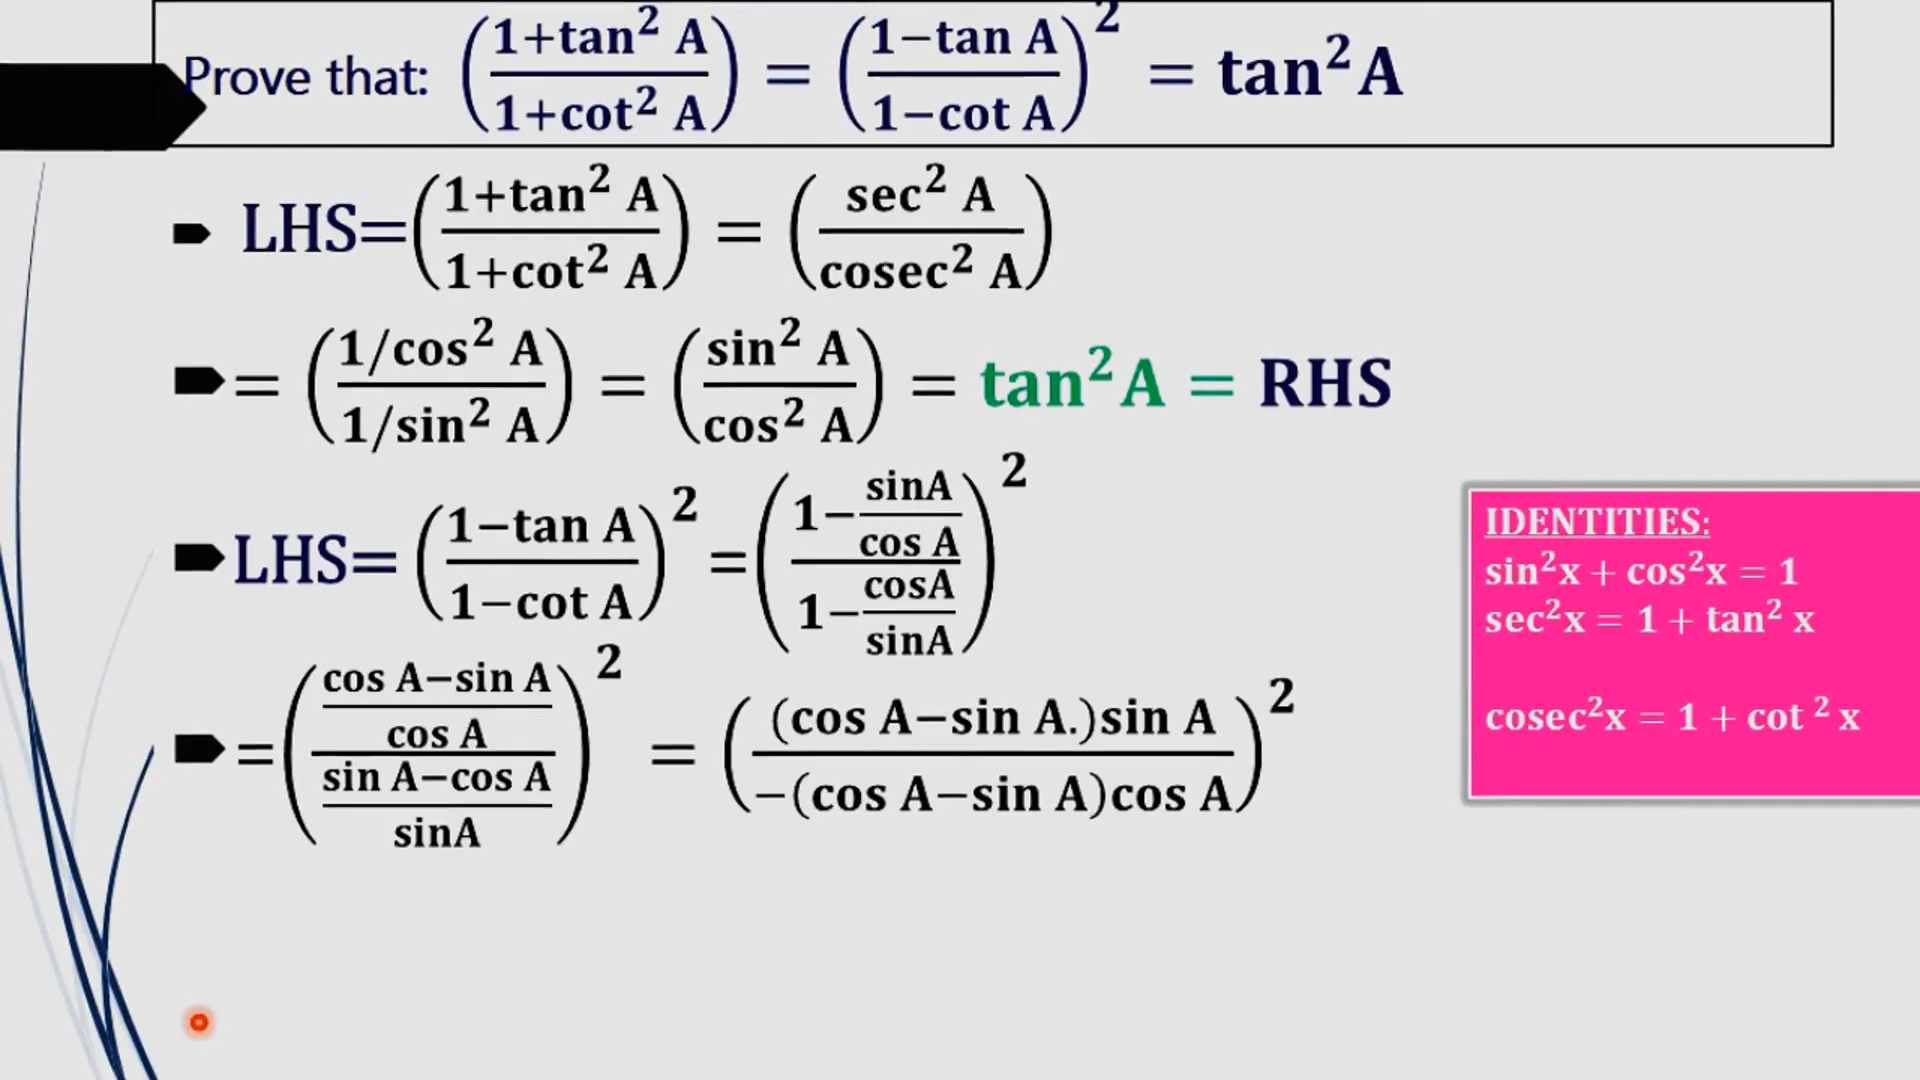 Prove that: ((1+tan² A)/(1+cot² A)) = ((1−tan A)/(1−cot A))² = tan²A
LHS=((1+tan² A)/(1+cot² A)) = (sec² A/cosec² A)
= ((1/cos² A)/(1/sin² A)) = (sin² A/cos² A) = tan²A = RHS
LHS= ((1−tan A)/(1−cot A))² =((1−sinA/cos A)/(1−cosA/sinA))²
=(((cos A−sin A)/cos A)/((sin A−cos A)/sinA))² = ((cos A−sin A.)sin A/−(cos A−sin A)cos A)²
IDENTITIES:
sin²x + cos²x = 1
sec²x = 1 + tan² x
cosec²x = 1 + cot ² x